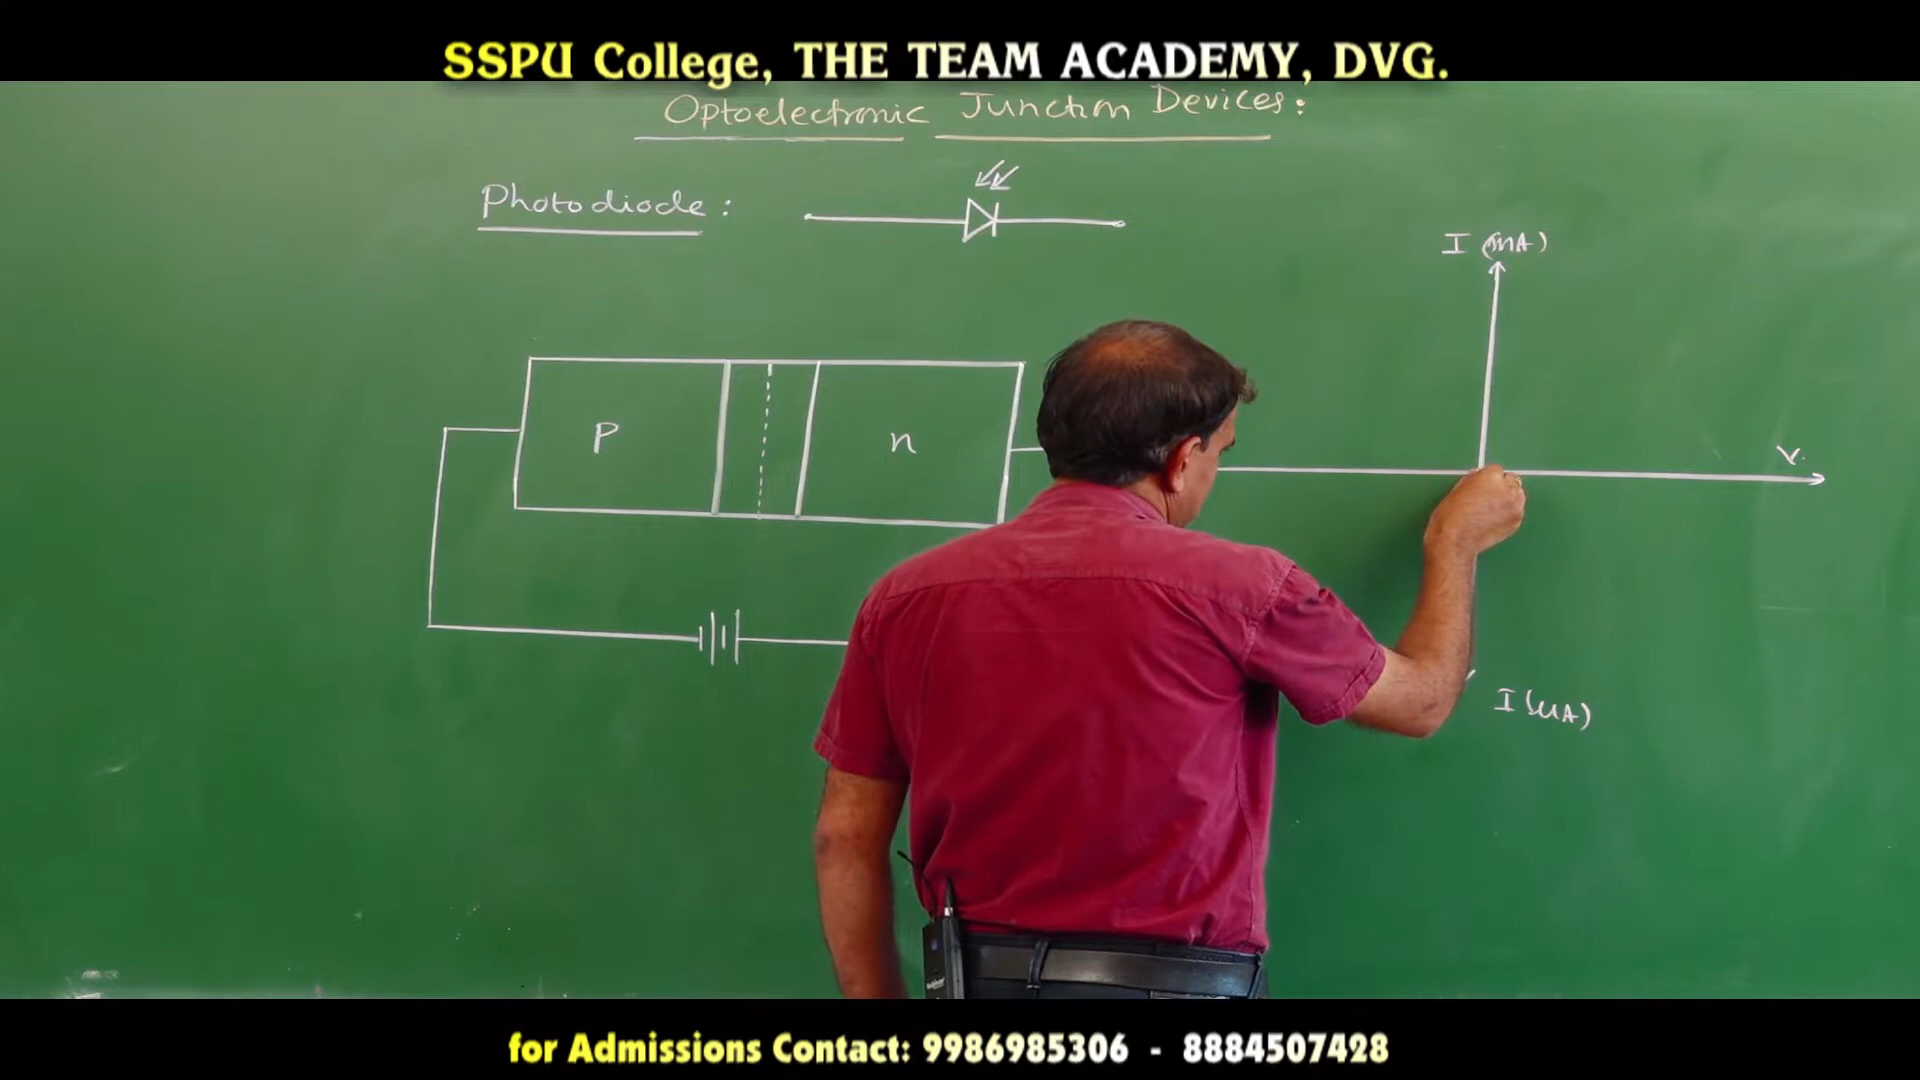 SSPU College, THE TEAM ACADEMY, DVG.
Optoelectronic Junction Devices:
Photodiode:
I (mA)
P
n
V.
I (μA)
for Admissions Contact: 9986985306 - 8884507428